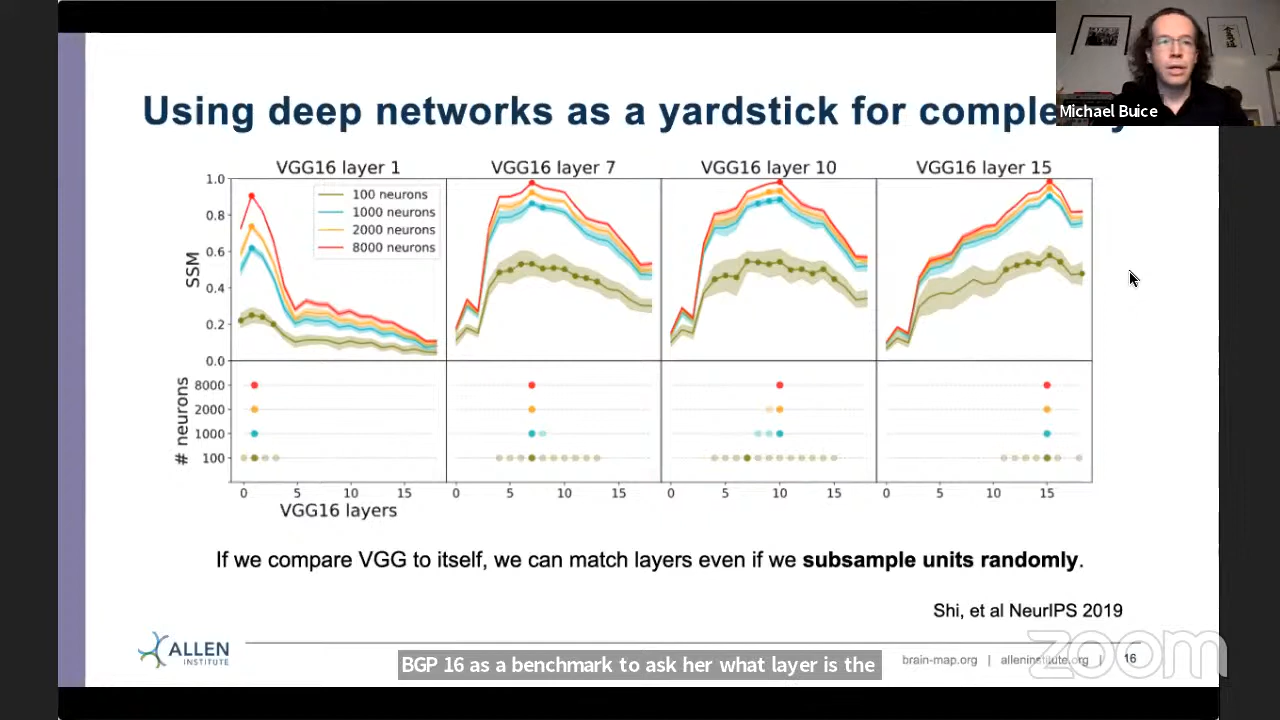 Using deep networks as a yardstick for comple
Michael Buice
VGG16 layer 1
VGG16 layer 7
VGG16 layer 10
VGG16 layer 15
1.0
0.8
0.6
0.4
0.2
0.0
SSM
100 neurons
1000 neurons
2000 neurons
8000 neurons
8000
2000
1000
100
# neurons
0 5 10 15
0 5 10 15
0 5 10 15
0 5 10 15
VGG16 layers
If we compare VGG to itself, we can match layers even if we subsample units randomly.
Shi, et al NeurIPS 2019
ALLEN
INSTITUTE
BGP 16 as a benchmark to ask her what layer is the
brain-map.org | alleninstitute.org | 16
zoom